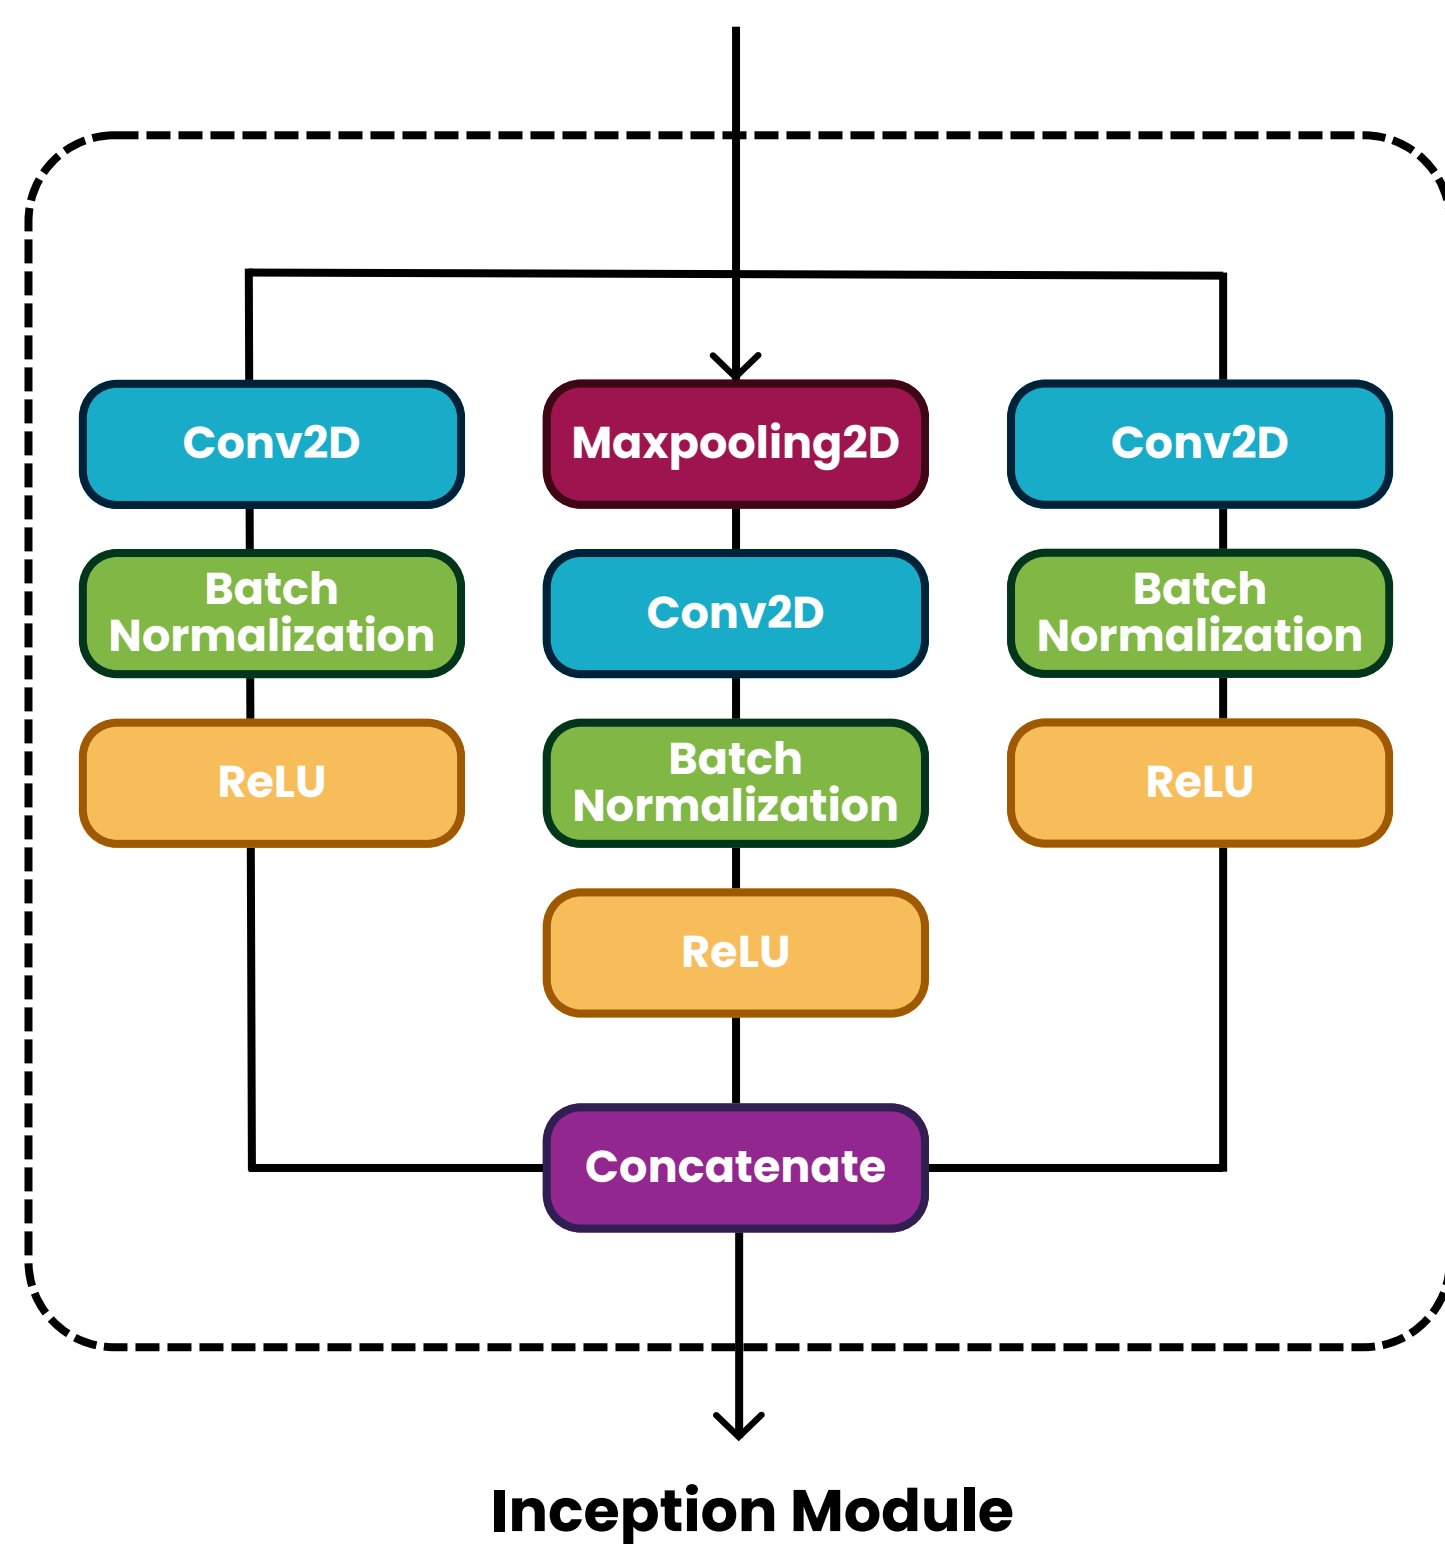 Conv2D
Maxpooling2D
Conv2D
Batch
Normalization
Conv2D
Batch
Normalization
ReLU
Batch
Normalization
ReLU
ReLU
Concatenate
Inception Module